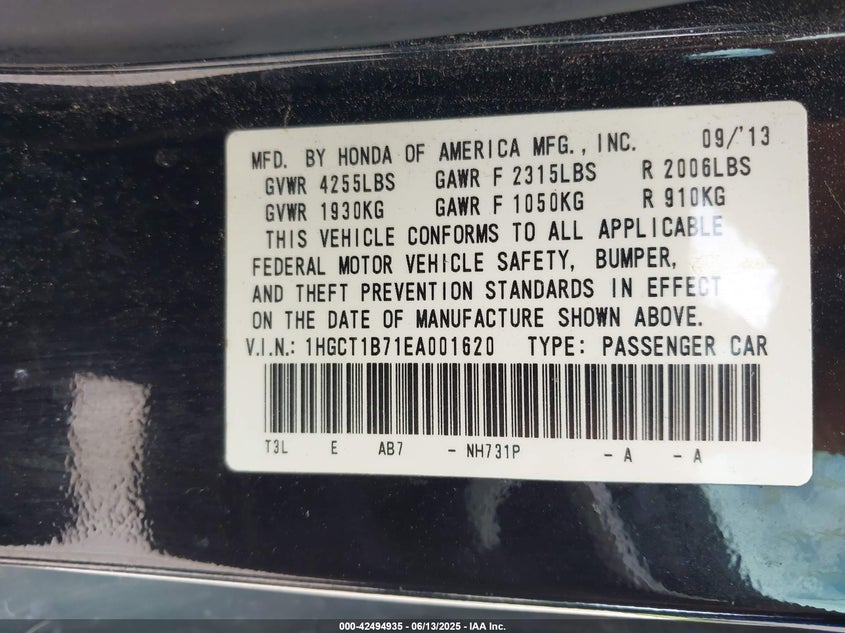 MFD. BY HONDA OF AMERICA MFG., INC. 09/'13
GVWR 4255LBS GAWR F 2315LBS R 2006LBS
GVWR 1930KG GAWR F 1050KG R 910KG
THIS VEHICLE CONFORMS TO ALL APPLICABLE
FEDERAL MOTOR VEHICLE SAFETY, BUMPER,
AND THEFT PREVENTION STANDARDS IN EFFECT
ON THE DATE OF MANUFACTURE SHOWN ABOVE.
V.I.N.: 1HGCT1B71EA001620 TYPE: PASSENGER CAR
T3L E AB7 - NH731P - A - A
000-42494935 - 06/13/2025 - IAA Inc.